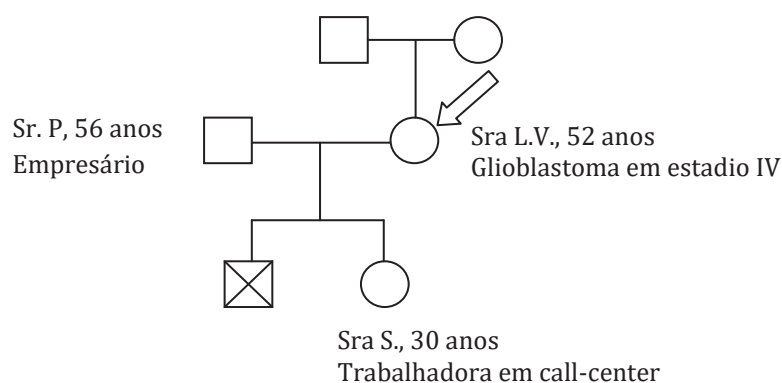 Sr. P, 56 anos
Empresário
Sra L.V., 52 anos
Glioblastoma em estadio IV
Sra S., 30 anos
Trabalhadora em call-center